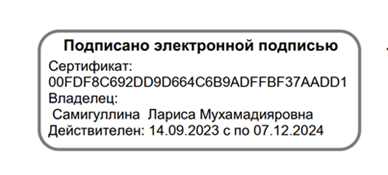 Подписано электронной подписью
Сертификат:
00FDF8C692DD9D664C6B9ADFFBF37AADD1
Владелец:
Самигуллина Лариса Мухамадияровна
Действителен: 14.09.2023 с по 07.12.2024